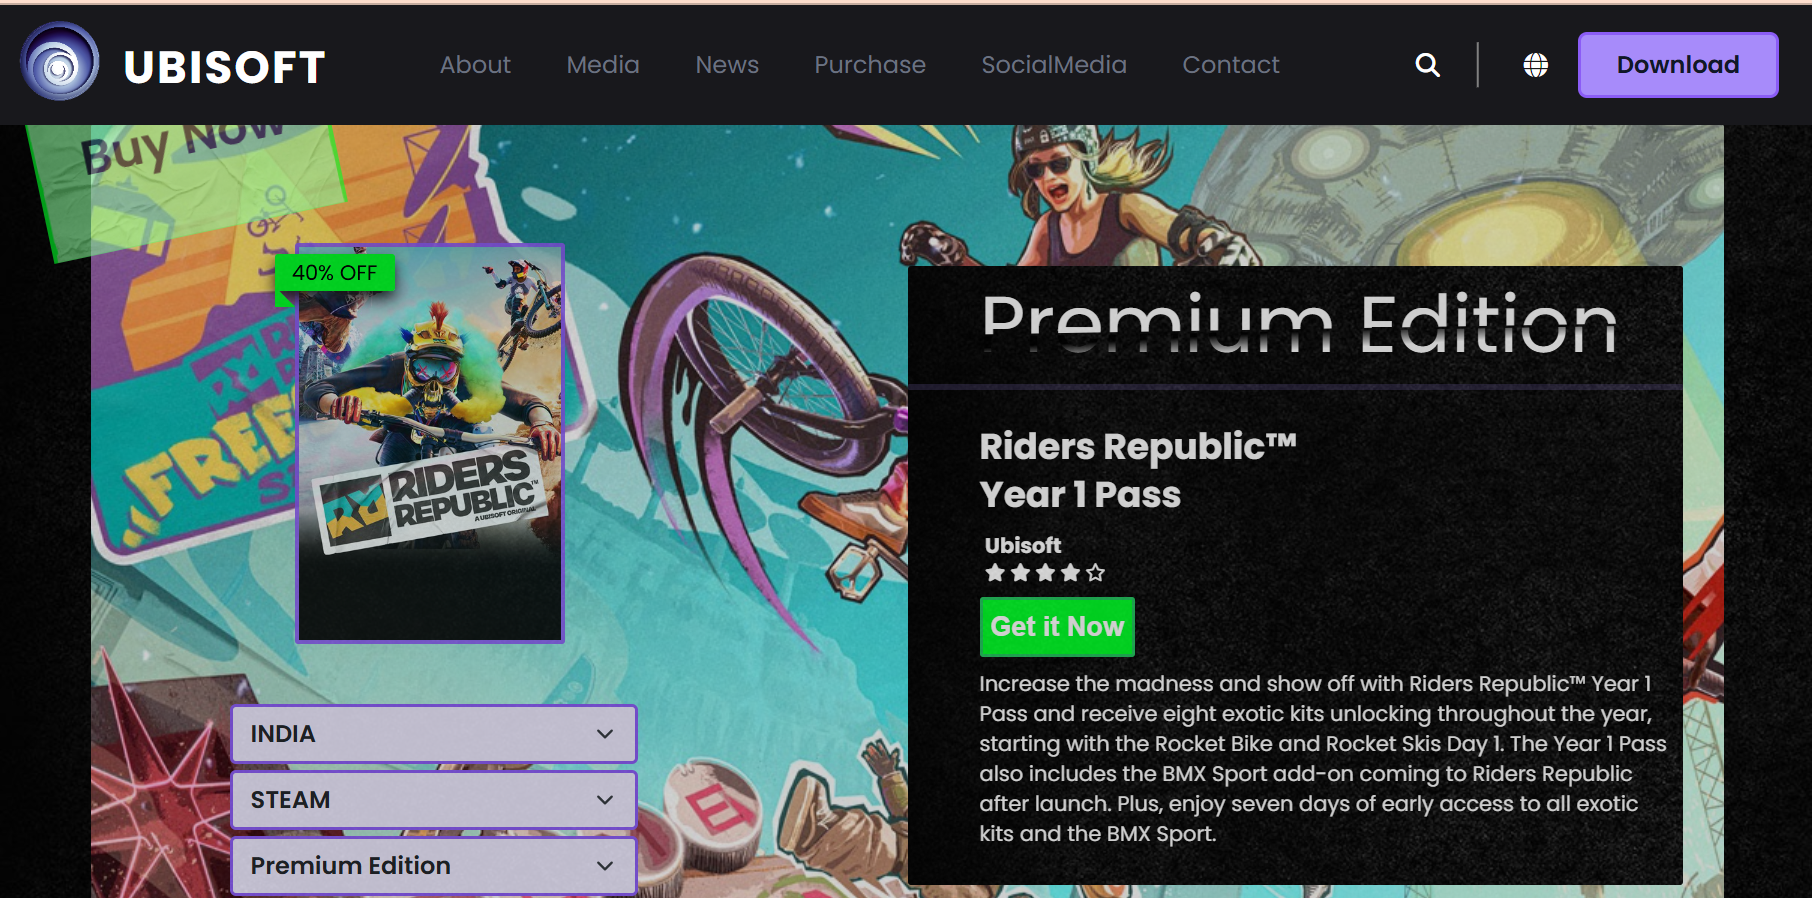 UBISOFT
About
Media
News
Purchase
SocialMedia
Contact
Download
Buy Now
40% OFF
FREE
RIDERS
REPUBLIC™
A UBISOFT ORIGINAL
INDIA
STEAM
Premium Edition
Premium Edition
Riders Republic™
Year 1 Pass
Ubisoft
Get it Now
Increase the madness and show off with Riders Republic™ Year 1
Pass and receive eight exotic kits unlocking throughout the year,
starting with the Rocket Bike and Rocket Skis Day 1. The Year 1 Pass
also includes the BMX Sport add-on coming to Riders Republic
after launch. Plus, enjoy seven days of early access to all exotic
kits and the BMX Sport.